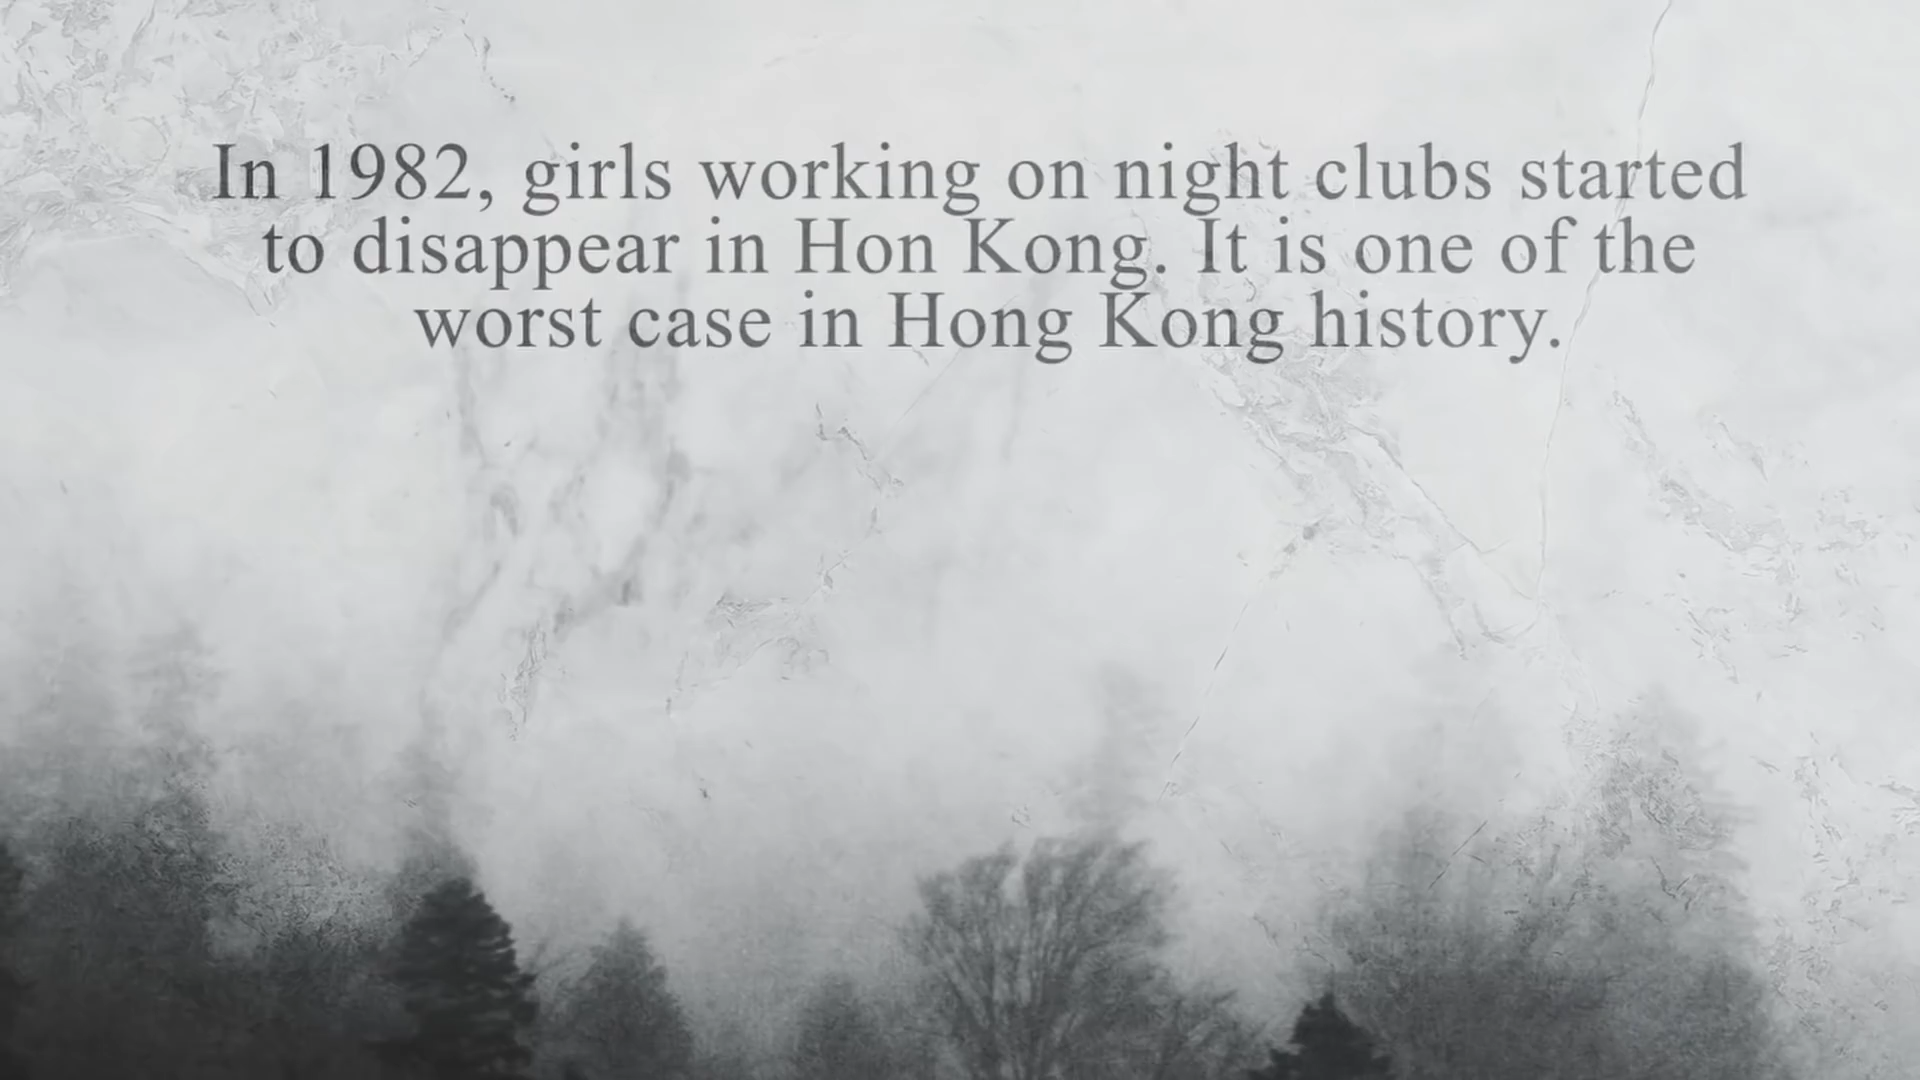 In 1982, girls working on night clubs started
to disappear in Hon Kong. It is one of the
worst case in Hong Kong history.